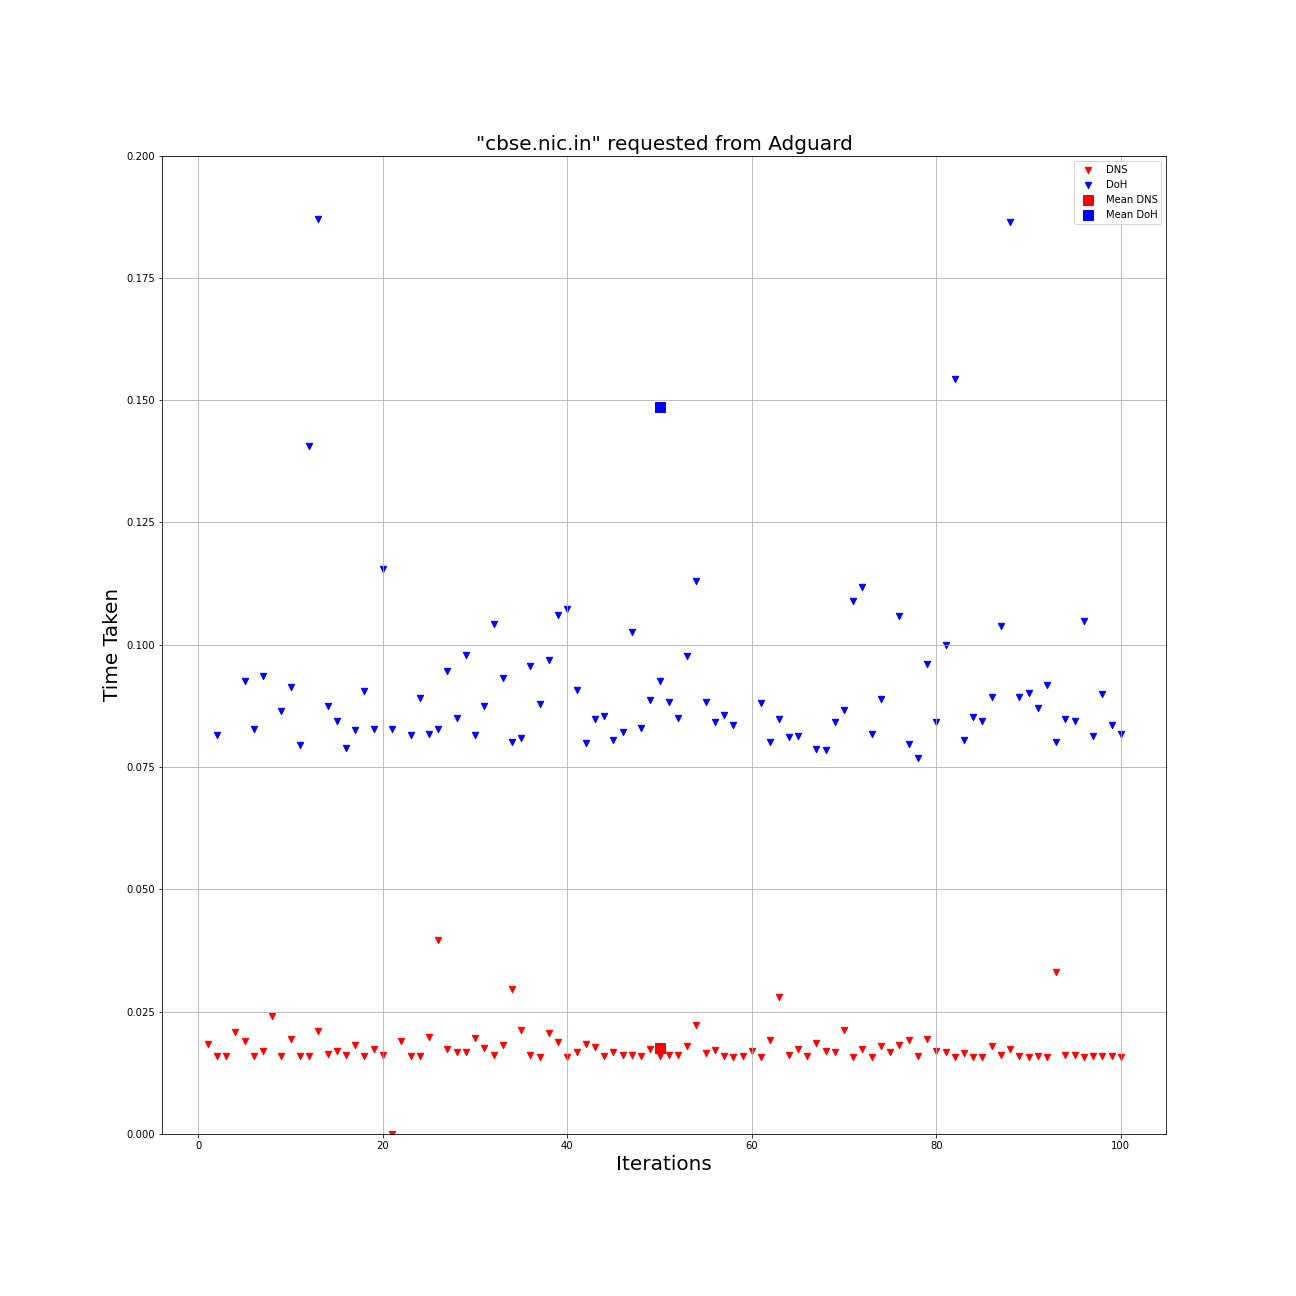 "cbse.nic.in" requested from Adguard
DNS
DoH
Mean DNS
Mean DoH
0.200
0.175
0.150
0.125
0.100
0.075
0.050
0.025
0.000
Time Taken
0 20 40 60 80 100
Iterations